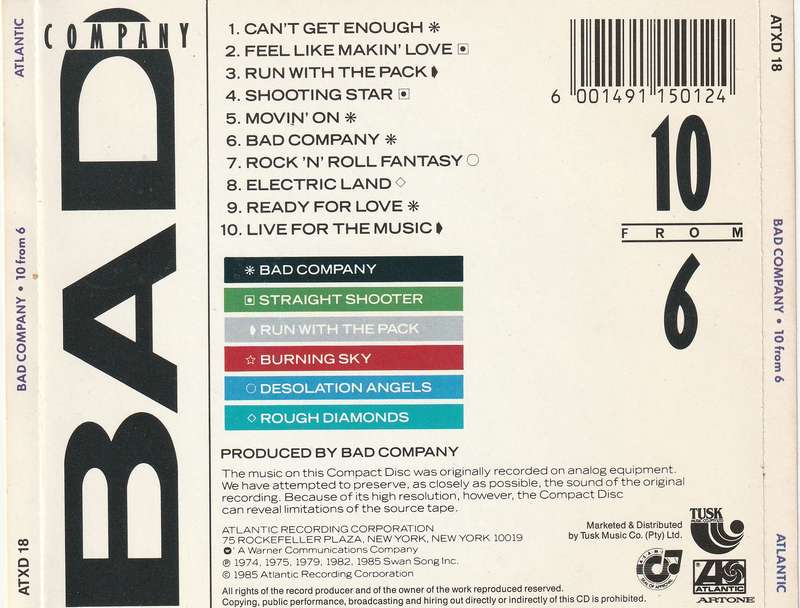 ATLANTIC
BAD COMPANY • 10 from 6
ATXD 18
BAD
COMPANY
1. CAN'T GET ENOUGH ✻
2. FEEL LIKE MAKIN' LOVE ▣
3. RUN WITH THE PACK ◗
4. SHOOTING STAR ▣
5. MOVIN' ON ✻
6. BAD COMPANY ✻
7. ROCK 'N' ROLL FANTASY ○
8. ELECTRIC LAND ◇
9. READY FOR LOVE ✻
10. LIVE FOR THE MUSIC ◗
✻ BAD COMPANY
▣ STRAIGHT SHOOTER
◗ RUN WITH THE PACK
☆ BURNING SKY
○ DESOLATION ANGELS
◇ ROUGH DIAMONDS
PRODUCED BY BAD COMPANY
The music on this Compact Disc was originally recorded on analog equipment.
We have attempted to preserve, as closely as possible, the sound of the original
recording. Because of its high resolution, however, the Compact Disc
can reveal limitations of the source tape.
ATLANTIC RECORDING CORPORATION
75 ROCKEFELLER PLAZA, NEW YORK, NEW YORK 10019
A Warner Communications Company
℗ 1974, 1975, 1979, 1982, 1985 Swan Song Inc.
© 1985 Atlantic Recording Corporation
All rights of the record producer and of the owner of the work reproduced reserved.
Copying, public performance, broadcasting and hiring out directly or indirectly of this CD is prohibited.
6 001491 150124
10
FROM
6
Marketed & Distributed
by Tusk Music Co. (Pty) Ltd.
TUSK
ATLANTIC
ARTONE
ATXD 18
BAD COMPANY • 10 from 6
ATLANTIC